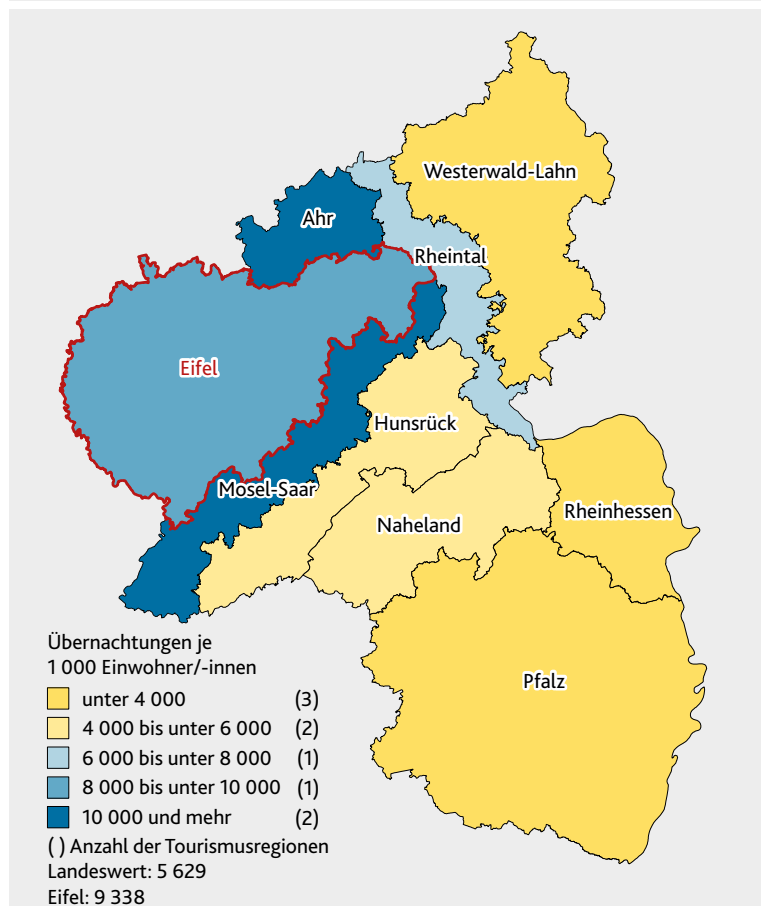 Westerwald-Lahn
Ahr
Rheintal
Eifel
Hunsrück
Mosel-Saar
Rheinhessen
Naheland
Pfalz
Übernachtungen je
1 000 Einwohner/-innen
unter 4 000 (3)
4 000 bis unter 6 000 (2)
6 000 bis unter 8 000 (1)
8 000 bis unter 10 000 (1)
10 000 und mehr (2)
( ) Anzahl der Tourismusregionen
Landeswert: 5 629
Eifel: 9 338